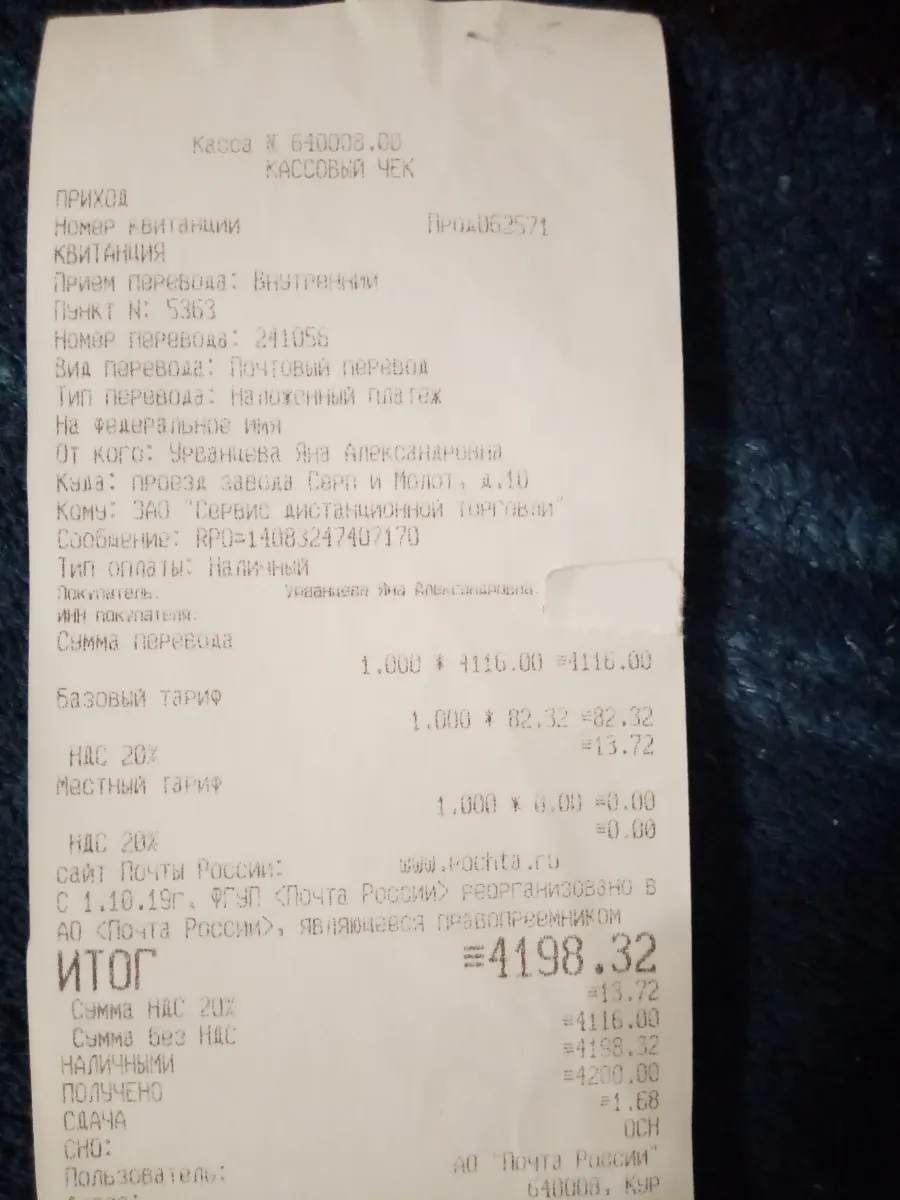 Касса № 640008.00
КАССОВЫЙ ЧЕК
ПРИХОД
Номер квитанции Прод062571
КВИТАНЦИЯ
Прием перевода: Внутренний
Пункт N: 5363
Номер перевода: 241056
Вид перевода: Почтовый перевод
Тип перевода: Наложенный платеж
На федеральное имя
От кого: Урванцева Яна Александровна
Куда: проезд завода Серп и Молот, д.10
Кому: ЗАО "Сервис дистанционной торговли"
Сообщение: RPO=14083247407170
Тип оплаты: Наличный
Покупатель: Урванцева Яна Александровна
ИНН покупателя:
Сумма перевода
1.000 * 4116.00 =4116.00
Базовый тариф
1.000 * 82.32 =82.32
НДС 20% =13.72
Местный тариф
1.000 * 0.00 =0.00
НДС 20% =0.00
сайт Почты России: www.pochta.ru
С 1.10.19г. ФГУП <Почта России> реорганизовано в
АО <Почта России>, являющееся правопреемником
ИТОГ =4198.32
Сумма НДС 20% =13.72
Сумма без НДС =4116.00
НАЛИЧНЫМИ =4198.32
ПОЛУЧЕНО =4200.00
СДАЧА =1.68
СНО: ОСН
Пользователь: АО "Почта России"
640008, КУР